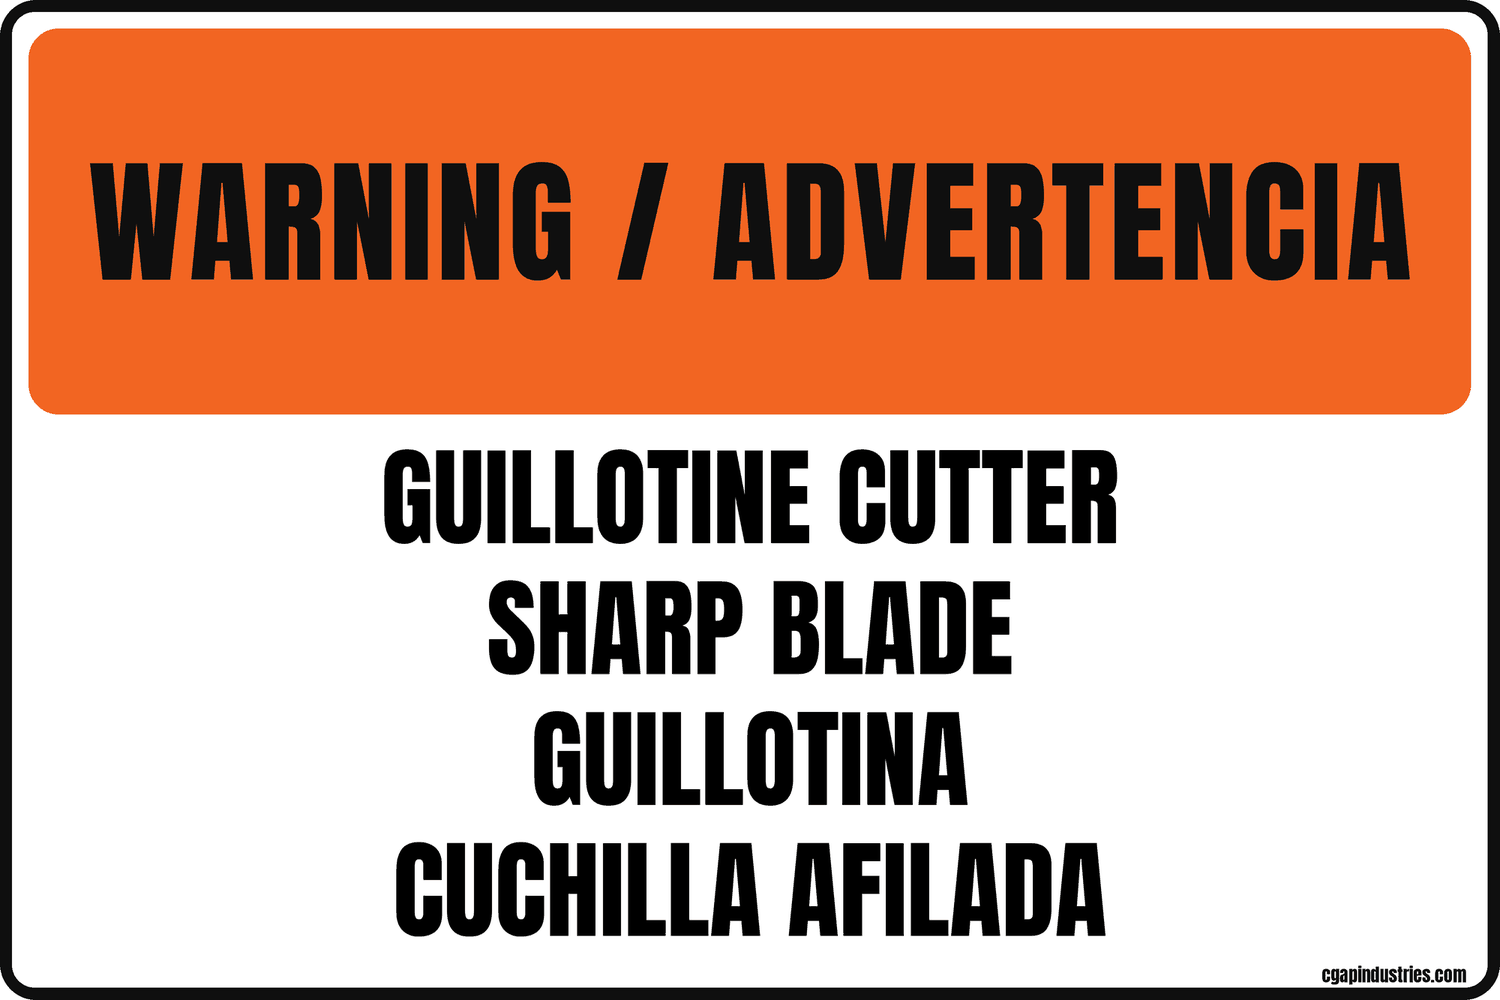 WARNING / ADVERTENCIA
GUILLOTINE CUTTER
SHARP BLADE
GUILLOTINA
CUCHILLA AFILADA
cgapindustries.com